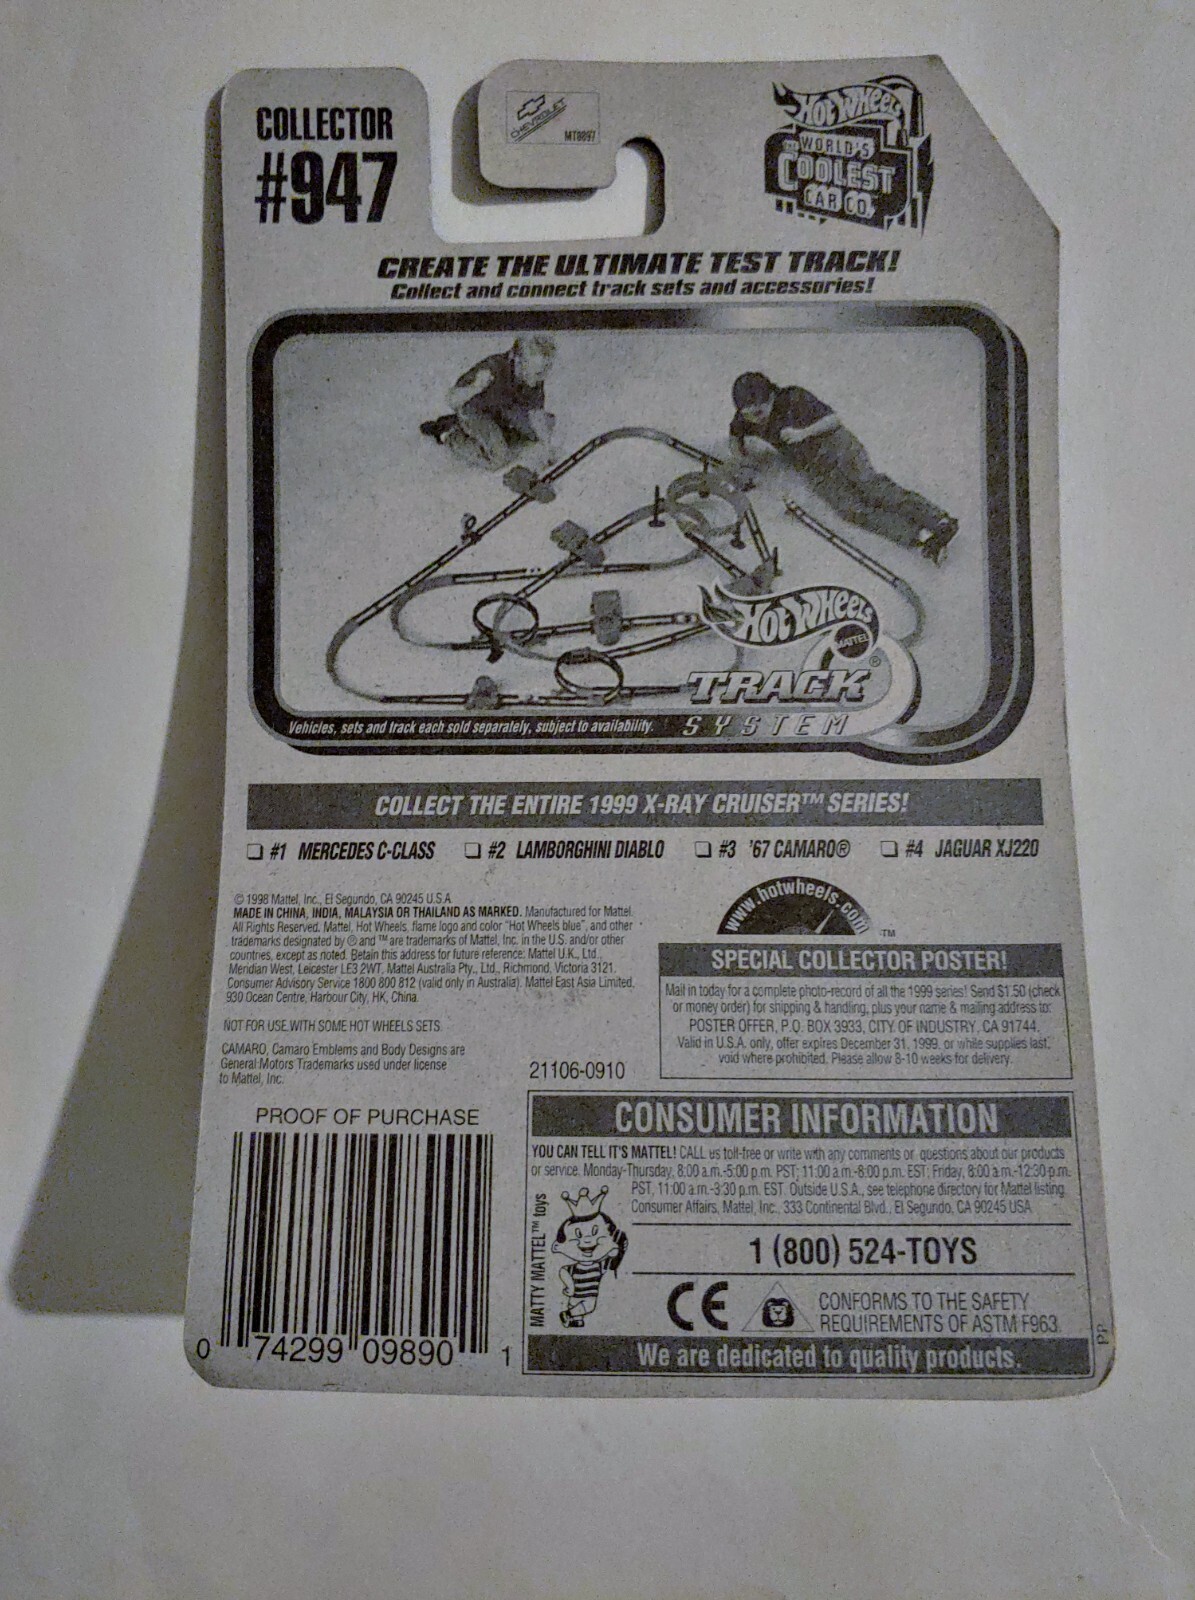 COLLECTOR
#947
CHEVROLET
MT8897
HOT WHEELS
THE WORLD'S
COOLEST
CAR CO.
CREATE THE ULTIMATE TEST TRACK!
Collect and connect track sets and accessories!
HOT WHEELS
MATTEL
TRACK®
SYSTEM
Vehicles, sets and track each sold separately, subject to availability.
COLLECT THE ENTIRE 1999 X-RAY CRUISER™ SERIES!
❏ #1 MERCEDES C-CLASS ❏ #2 LAMBORGHINI DIABLO ❏ #3 '67 CAMARO® ❏ #4 JAGUAR XJ220
© 1998 Mattel, Inc., El Segundo, CA 90245 U.S.A.
MADE IN CHINA, INDIA, MALAYSIA OR THAILAND AS MARKED. Manufactured for Mattel.
All Rights Reserved. Mattel, Hot Wheels, flame logo and color "Hot Wheels blue", and other
trademarks designated by ® and ™ are trademarks of Mattel, Inc. in the U.S. and/or other
countries, except as noted. Retain this address for future reference: Mattel U.K., Ltd.,
Meridian West, Leicester LE3 2WT. Mattel Australia Pty., Ltd., Richmond, Victoria 3121.
Consumer Advisory Service 1800 800 812 (valid only in Australia). Mattel East Asia Limited,
930 Ocean Centre, Harbour City, HK, China.
NOT FOR USE WITH SOME HOT WHEELS SETS.
CAMARO, Camaro Emblems and Body Designs are
General Motors Trademarks used under license
to Mattel, Inc.
21106-0910
www.hotwheels.com
TM
SPECIAL COLLECTOR POSTER!
Mail in today for a complete photo-record of all the 1999 series! Send $1.50 (check
or money order) for shipping & handling, plus your name & mailing address to:
POSTER OFFER, P.O. BOX 3933, CITY OF INDUSTRY, CA 91744.
Valid in U.S.A. only, offer expires December 31, 1999, or while supplies last,
void where prohibited. Please allow 8-10 weeks for delivery.
PROOF OF PURCHASE
0 74299 09890 1
CONSUMER INFORMATION
YOU CAN TELL IT'S MATTEL! CALL us toll-free or write with any comments or questions about our products
or service. Monday-Thursday, 8:00 a.m.-5:00 p.m. PST; 11:00 a.m.-8:00 p.m. EST; Friday, 8:00 a.m.-12:30 p.m.
PST, 11:00 a.m.-3:30 p.m. EST. Outside U.S.A., see telephone directory for Mattel listing.
Consumer Affairs, Mattel, Inc., 333 Continental Blvd., El Segundo, CA 90245 USA
MATTY MATTEL™ toys
1 (800) 524-TOYS
CE
CONFORMS TO THE SAFETY
REQUIREMENTS OF ASTM F963.
We are dedicated to quality products.
PP